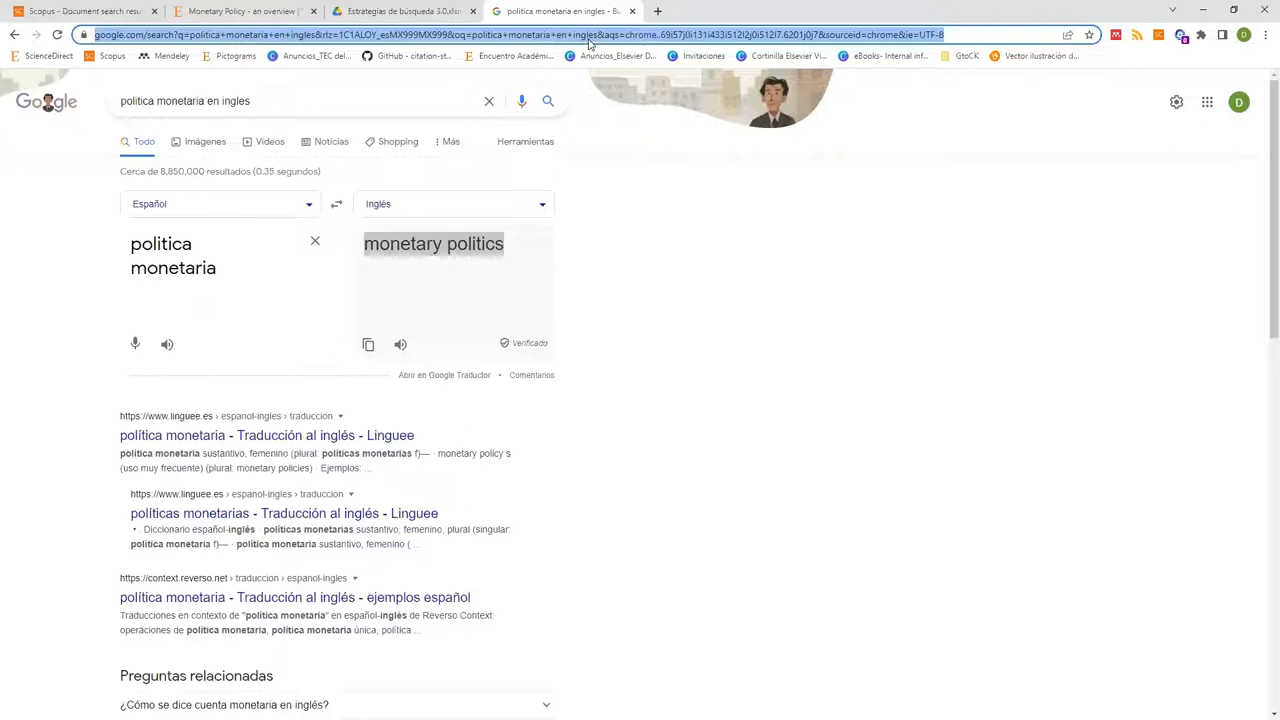 Scopus - Document search result
Monetary Policy - an overview |
Estrategias de búsqueda 3.0.xlsn
politica monetaria en ingles - Bu
google.com/search?q=politica+monetaria+en+ingles&rlz=1C1ALOY_esMX999MX999&oq=politica+monetaria+en+ingles&aqs=chrome..69i57j0i131i433i512l2j0i512l7.6201j0j7&sourceid=chrome&ie=UTF-8
ScienceDirect
Scopus
Mendeley
Pictograms
Anuncios_TEC del...
GitHub - citation-st...
Encuentro Académi...
Anuncios_Elsevier D...
Invitaciones
Cortinilla Elsevier Vi...
eBooks- Internal inf...
GtoCK
Vector ilustración d...
Google
politica monetaria en ingles
D
Todo
Imágenes
Videos
Noticias
Shopping
Más
Herramientas
Cerca de 8,850,000 resultados (0.35 segundos)
Español
Inglés
politica
monetaria
monetary politics
Verificado
Abrir en Google Traductor • Comentarios
https://www.linguee.es › espanol-ingles › traduccion
política monetaria - Traducción al inglés - Linguee
política monetaria sustantivo, femenino (plural: políticas monetarias f)— · monetary policy s
(uso muy frecuente) (plural: monetary policies) · Ejemplos: ...
https://www.linguee.es › espanol-ingles › traduccion
políticas monetarias - Traducción al inglés - Linguee
• . Diccionario español-inglés · políticas monetarias sustantivo, femenino, plural (singular:
política monetaria f)— · política monetaria sustantivo, femenino ( ...
https://context.reverso.net › traduccion › espanol-ingles
política monetaria - Traducción al inglés - ejemplos español
Traducciones en contexto de "política monetaria" en español-inglés de Reverso Context:
operaciones de política monetaria, política monetaria única, política ...
Preguntas relacionadas
¿Cómo se dice cuenta monetaria en inglés?